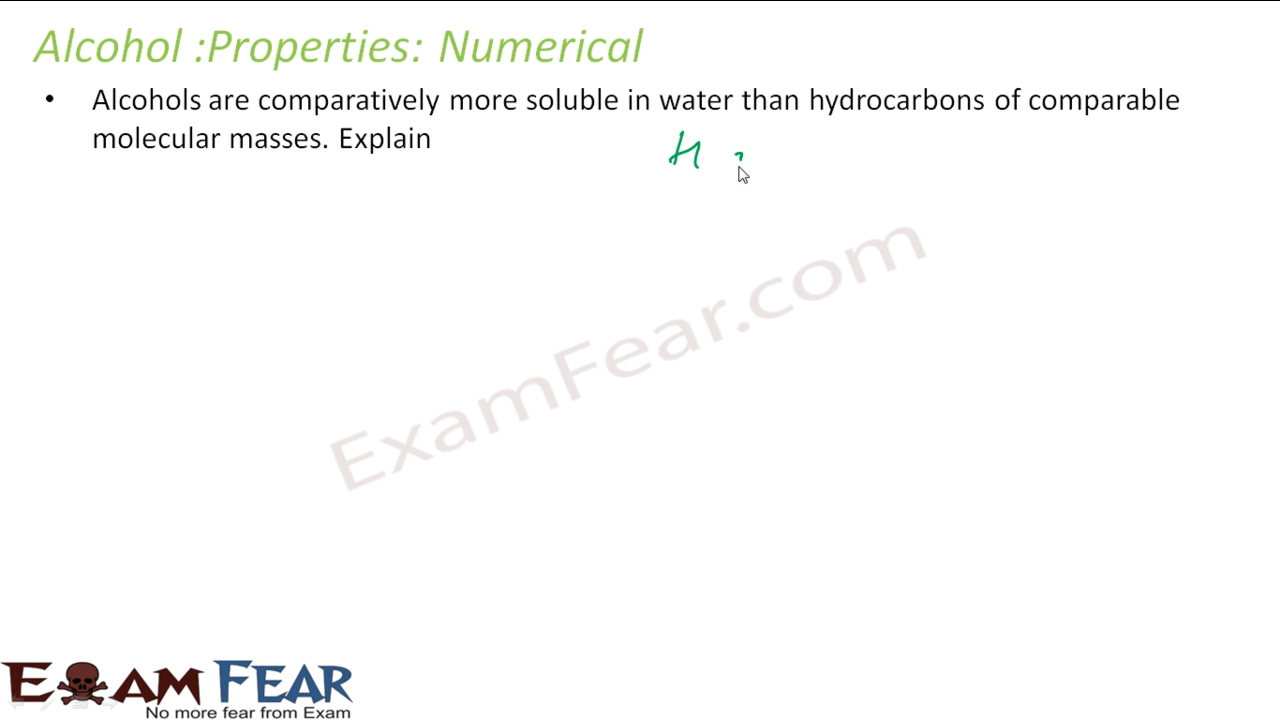 Alcohol :Properties: Numerical
• Alcohols are comparatively more soluble in water than hydrocarbons of comparable
molecular masses. Explain
H
ExamFear.com
EXAM FEAR
No more fear from Exam